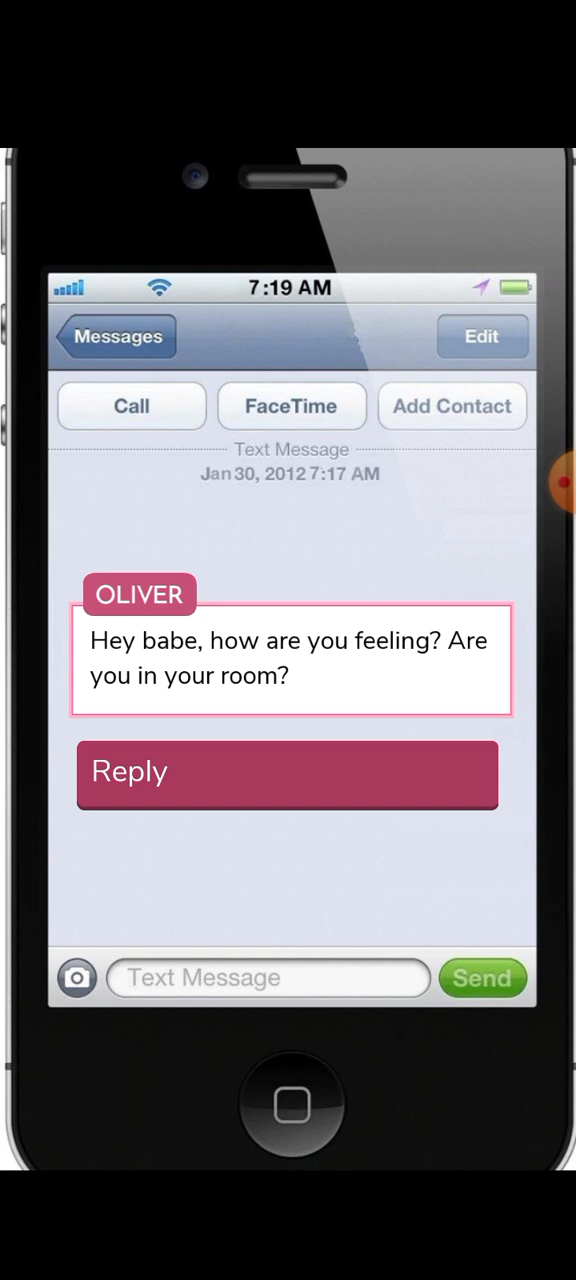 7:19 AM
Messages
Edit
Call
FaceTime
Add Contact
Text Message
Jan 30, 2012 7:17 AM
OLIVER
Hey babe, how are you feeling? Are
you in your room?
Reply
Text Message
Send